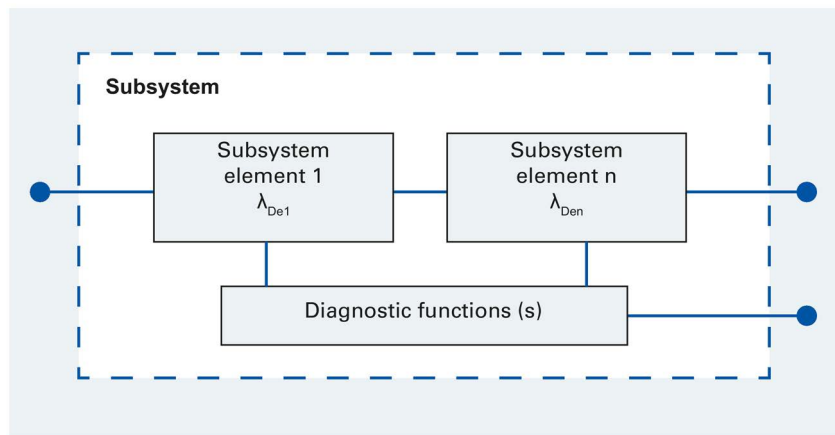 Subsystem
Subsystem
element 1
λDe1
Subsystem
element n
λDen
Diagnostic functions (s)